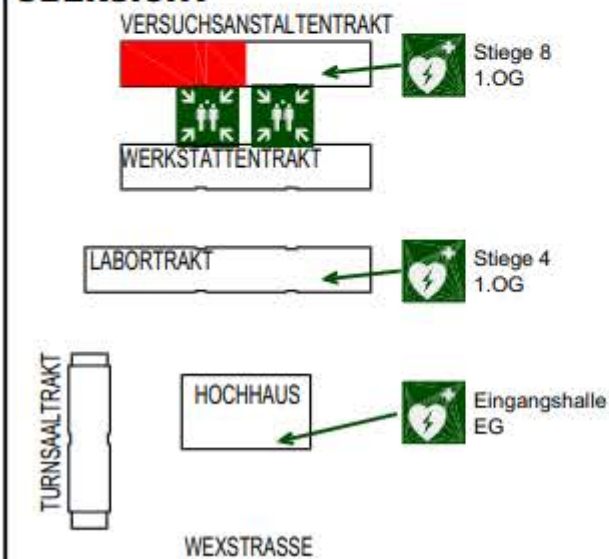 VERSUCHSANSTALTENTRAKT
Stiege 8
1.OG
WERKSTÄTTENTRAKT
LABORTRAKT
Stiege 4
1.OG
TURNSAALTRAKT
HOCHHAUS
Eingangshalle
EG
WEXSTRASSE